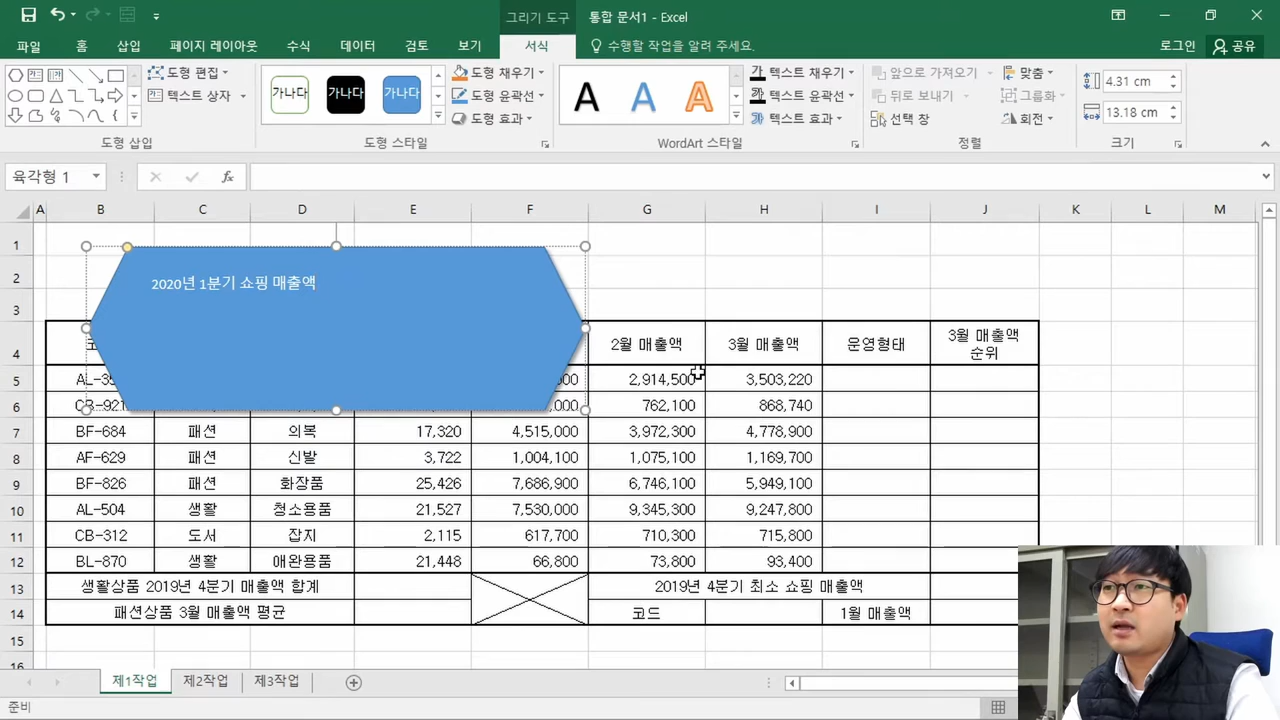 그리기 도구
통합 문서1 - Excel
파일 홈 삽입 페이지 레이아웃 수식 데이터 검토 보기 서식 수행할 작업을 알려 주세요. 로그인 공유
도형 편집
텍스트 상자
도형 삽입
가나다 가나다 가나다
도형 채우기
도형 윤곽선
도형 효과
도형 스타일
A A A
텍스트 채우기
텍스트 윤곽선
텍스트 효과
WordArt 스타일
앞으로 가져오기
뒤로 보내기
선택 창
맞춤
그룹화
회전
정렬
4.31 cm
13.18 cm
크기
육각형 1
fx
A B C D E F G H I J K L M
1
2020년 1분기 쇼핑 매출액
2
3
4 2월 매출액 3월 매출액 운영형태 3월 매출액
순위
5 2,914,500 3,503,220
6 762,100 868,740
7 BF-684 패션 의복 17,320 4,515,000 3,972,300 4,778,900
8 AF-629 패션 신발 3,722 1,004,100 1,075,100 1,169,700
9 BF-826 패션 화장품 25,426 7,686,900 6,746,100 5,949,100
10 AL-504 생활 청소용품 21,527 7,530,000 9,345,300 9,247,800
11 CB-312 도서 잡지 2,115 617,700 710,300 715,800
12 BL-870 생활 애완용품 21,448 66,800 73,800 93,400
13 생활상품 2019년 4분기 매출액 합계 2019년 4분기 최소 쇼핑 매출액
14 패션상품 3월 매출액 평균 코드 1월 매출액
15
16
제1작업 제2작업 제3작업
준비